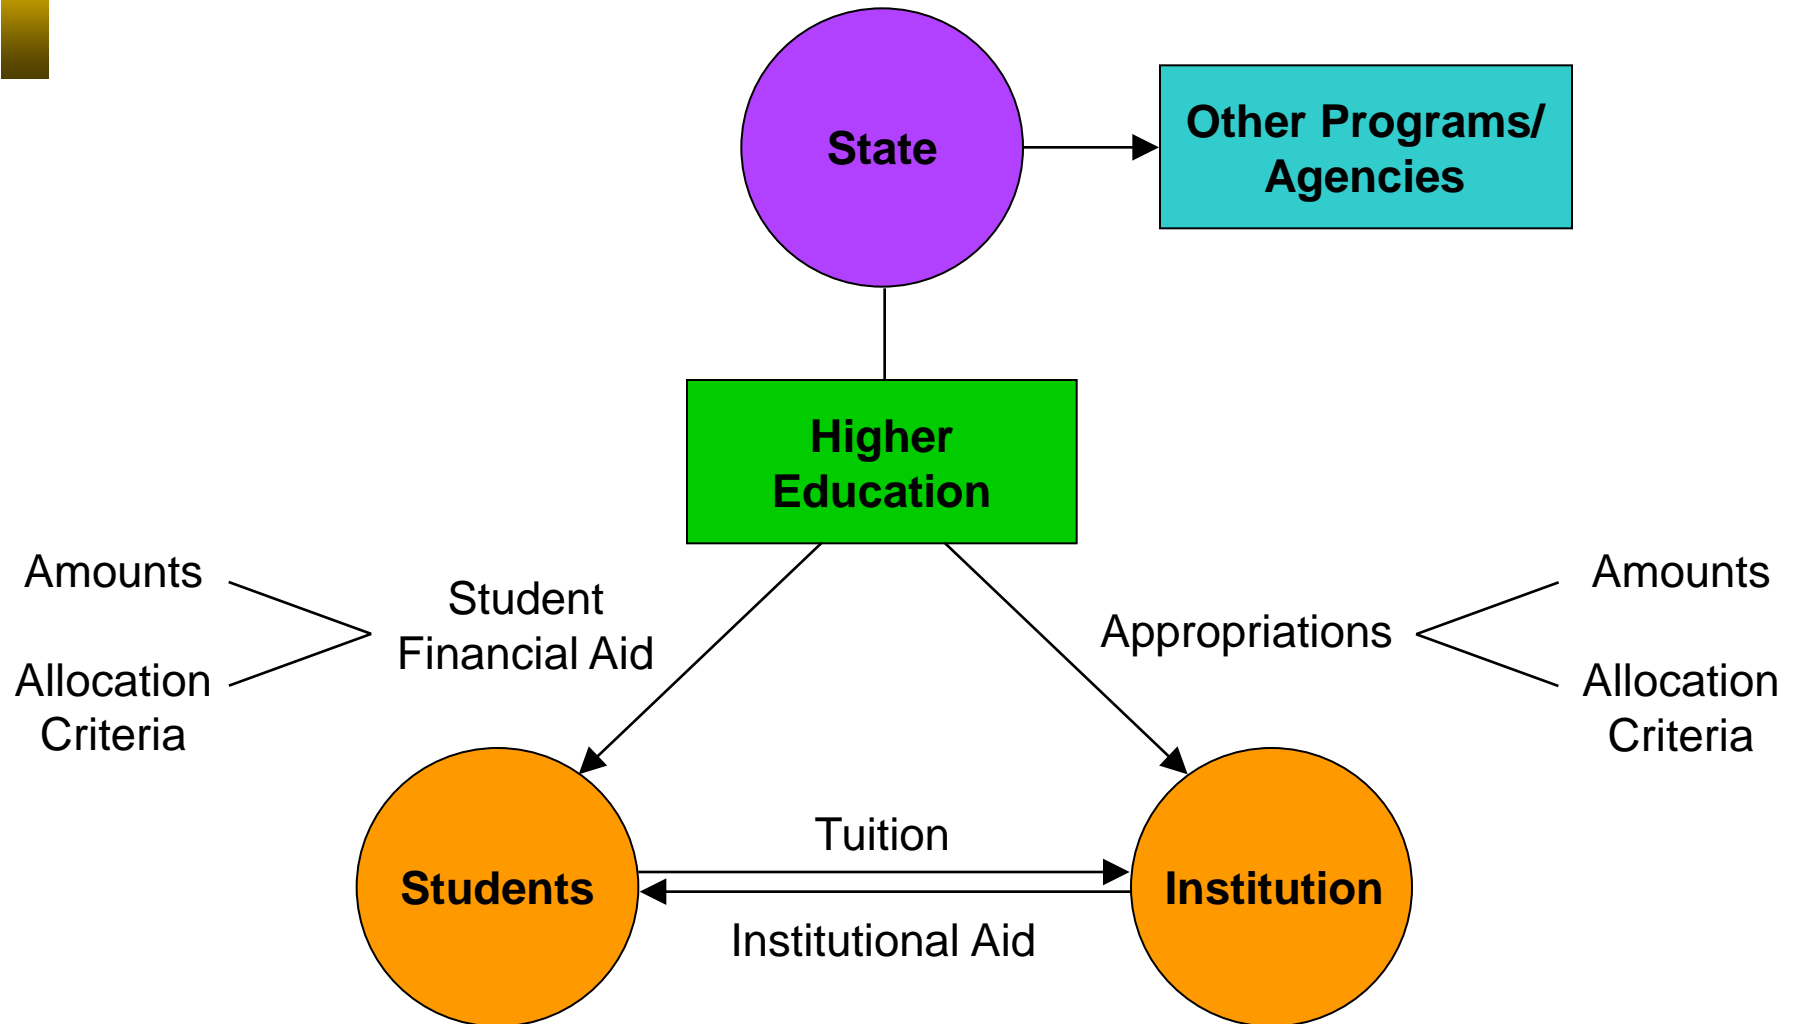 State
Other Programs/
Agencies
Higher
Education
Amounts
Allocation
Criteria
Student
Financial Aid
Appropriations
Amounts
Allocation
Criteria
Tuition
Students
Institution
Institutional Aid